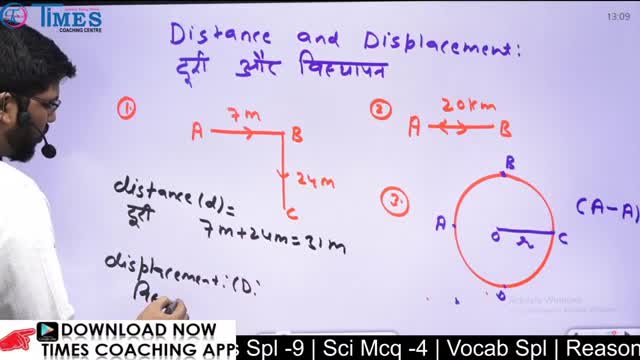 TIMES
COACHING CENTRE
13:09
Distance and Displacement:
दूरी और विस्थापन
1.
7m
A B
24m
C
2.
20km
A B
distance (d) =
दूरी
7m+24m=31m
displacement: (D:
वि
3.
B
A
O r C
D
(A-A)
Activate Windows
DOWNLOAD NOW
TIMES COACHING APP
s Spl -9 | Sci Mcq -4 | Vocab Spl | Reason